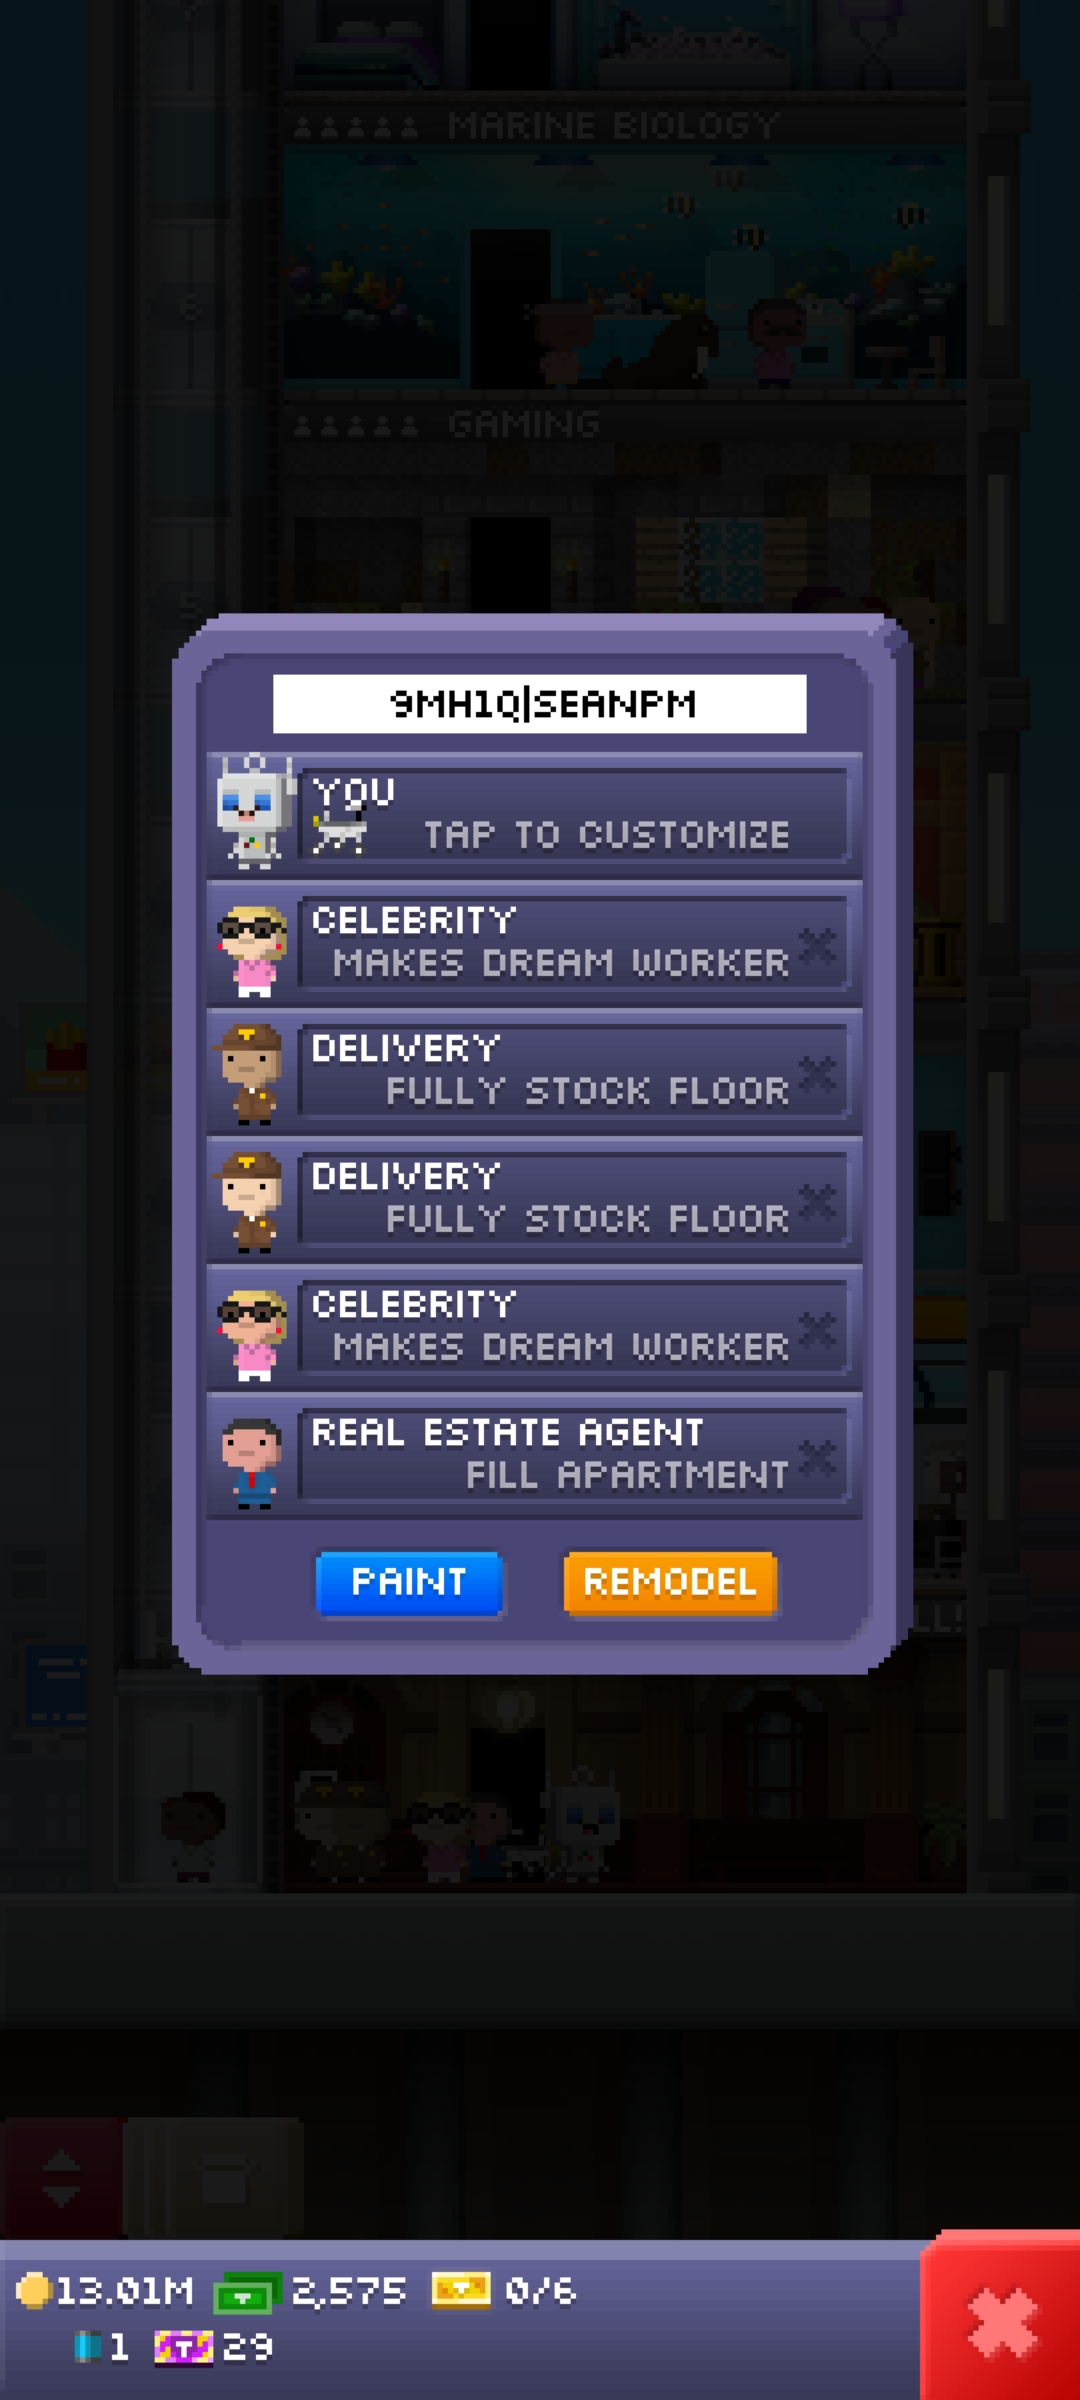 MARINE BIOLOGY
6
GAMING
5
9MH1Q|SEANPM
YOU
TAP TO CUSTOMIZE
CELEBRITY
MAKES DREAM WORKER
DELIVERY
FULLY STOCK FLOOR
DELIVERY
FULLY STOCK FLOOR
CELEBRITY
MAKES DREAM WORKER
REAL ESTATE AGENT
FILL APARTMENT
PAINT REMODEL
13.01M 2,575 0/6
1 29